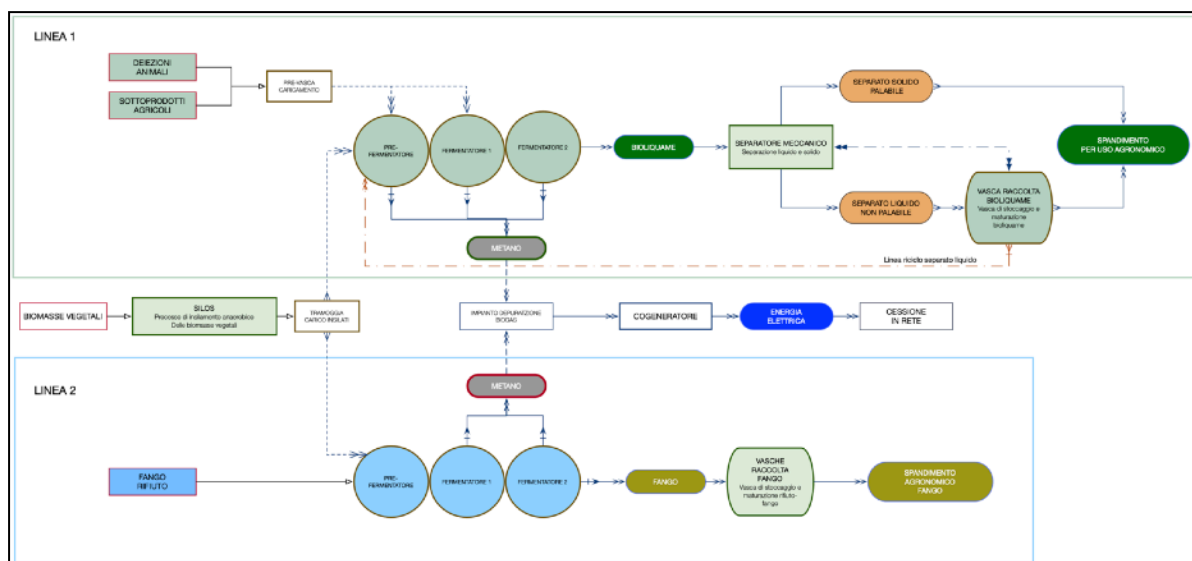 LINEA 1
DEIEZIONI
ANIMALI
SOTTOPRODOTTI
AGRICOLI
PRE-VASCA
CARICAMENTO
PRE-
FERMENTATORE
FERMENTATORE 1
FERMENTATORE 2
BIOLIQUAME
SEPARATORE MECCANICO
Separazione liquido e solido
SEPARATO SOLIDO
PALABILE
SEPARATO LIQUIDO
NON PALABILE
VASCA RACCOLTA
BIOLIQUAME
Vasca di stoccaggio e
maturazione
bioliquame
SPANDIMENTO
PER USO AGRONOMICO
METANO
Linea riciclo separato liquido
BIOMASSE VEGETALI
SILOS
Processo di insilamento anaerobico
Delle biomasse vegetali
TRAMOGGIA
CARICO INSILATI
IMPIANTO DEPURAZIONE
BIOGAS
COGENERATORE
ENERGIA
ELETTRICA
CESSIONE
IN RETE
LINEA 2
METANO
FANGO
RIFIUTO
PRE-
FERMENTATORE
FERMENTATORE 1
FERMENTATORE 2
FANGO
VASCHE
RACCOLTA
FANGO
Vasca di stoccaggio e
maturazione rifiuto-
fango
SPANDIMENTO
AGRONOMICO
FANGO